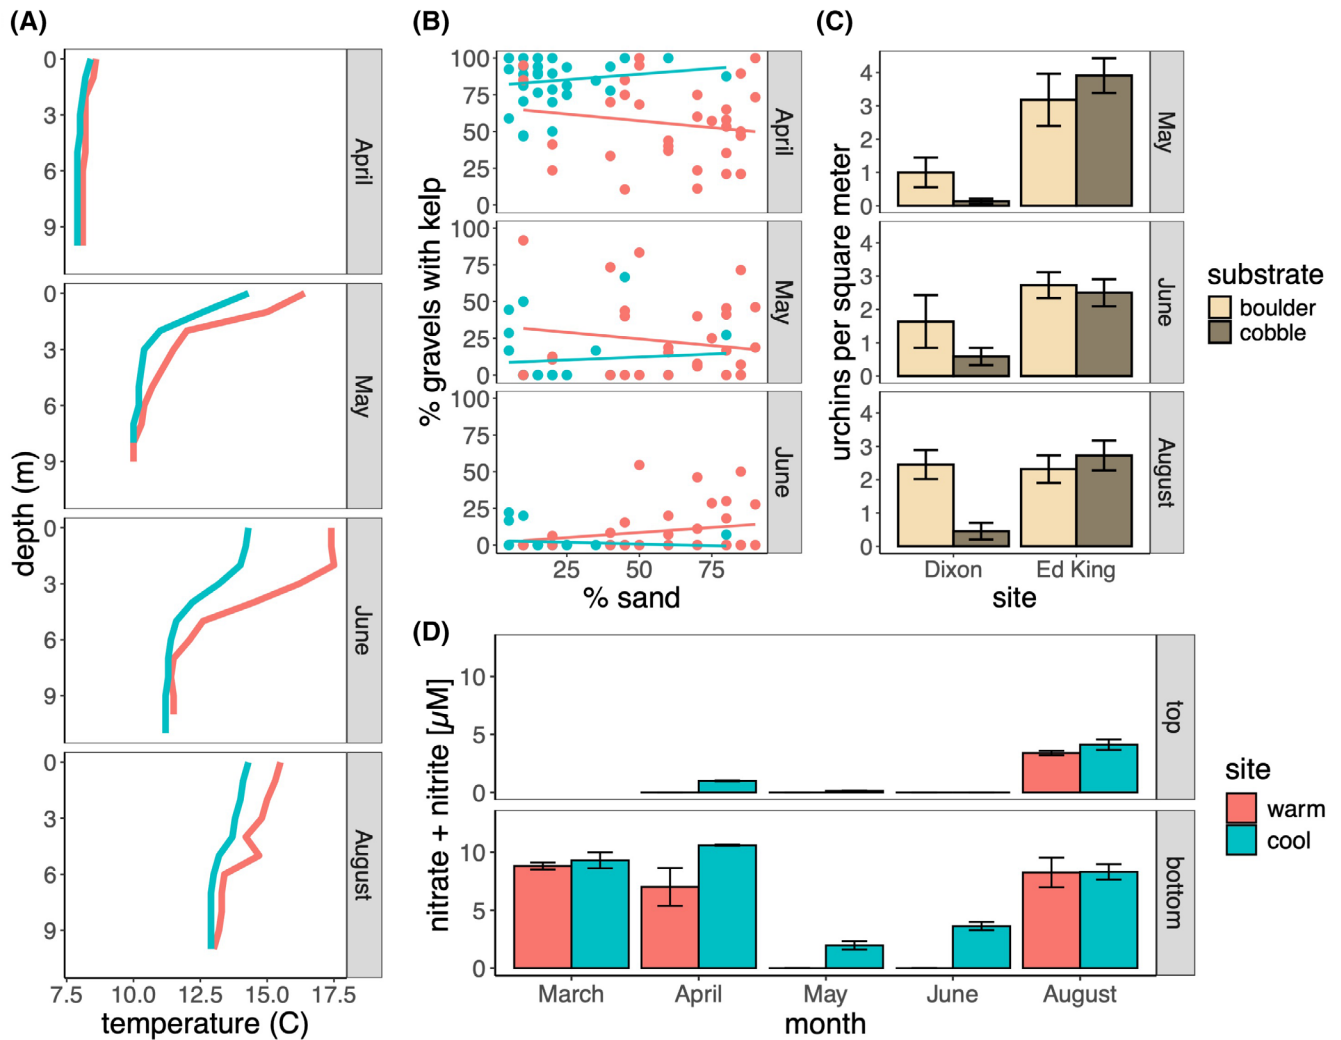 (A)
0
3
6
9
April
0
3
6
9
May
0
3
6
9
June
0
3
6
9
August
7.5 10.0 12.5 15.0 17.5
temperature (C)
depth (m)
(B)
100
75
50
25
0
April
100
75
50
25
0
May
100
75
50
25
0
June
25 50 75
% sand
% gravels with kelp
(C)
4
3
2
1
0
May
4
3
2
1
0
June
4
3
2
1
0
August
Dixon Ed King
site
urchins per square meter
substrate
boulder
cobble
(D)
10
5
0
top
10
5
0
bottom
March April May June August
month
nitrate + nitrite [µM]
site
warm
cool